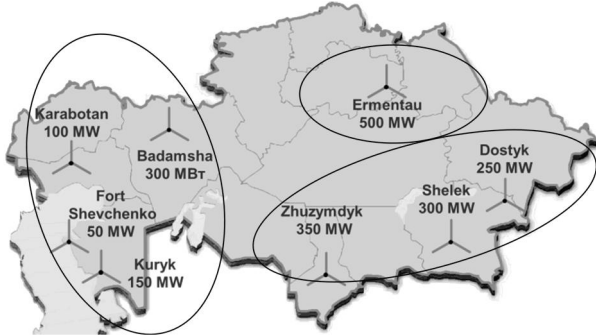 Karabotan
100 MW
Badamsha
300 МВт
Fort
Shevchenko
50 MW
Kuryk
150 MW
Ermentau
500 MW
Dostyk
250 MW
Shelek
300 MW
Zhuzymdyk
350 MW